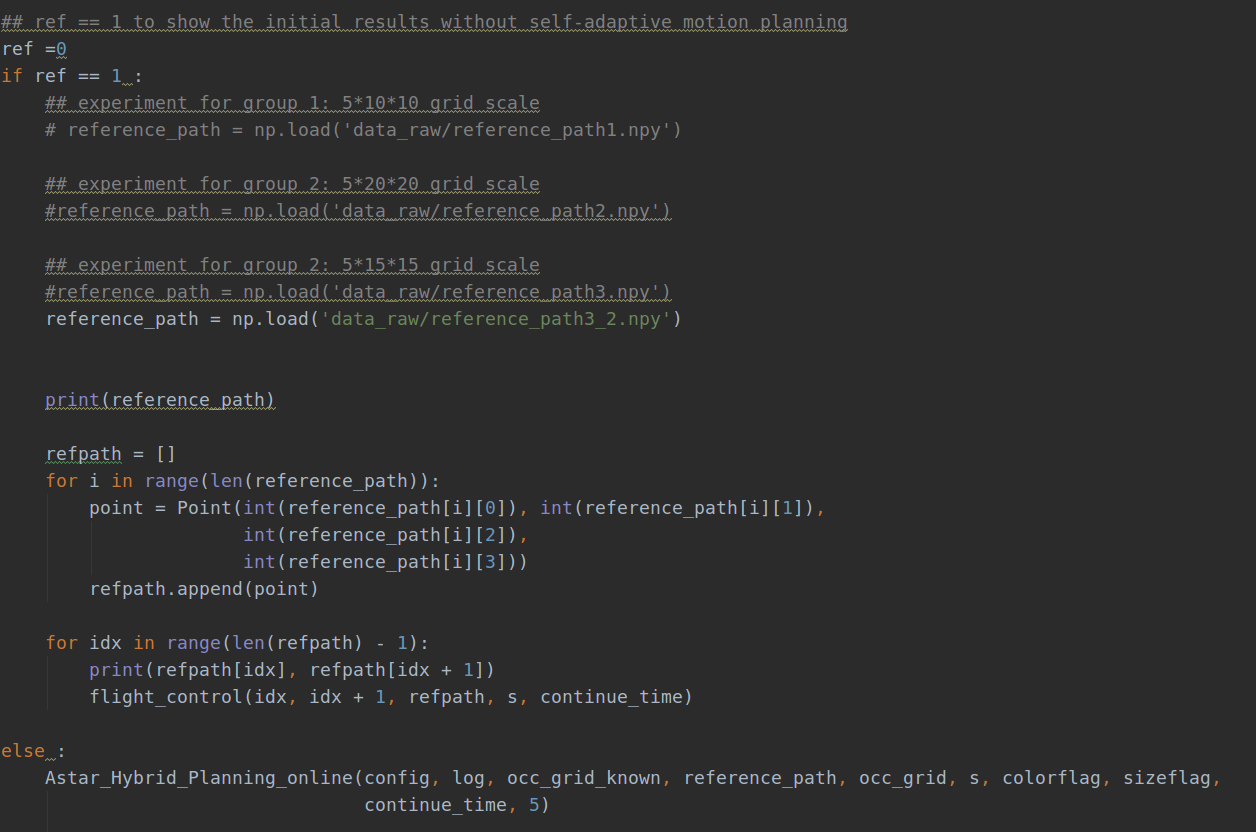 ## ref == 1 to show the initial results without self-adaptive motion planning
ref =0
if ref == 1 :
    ## experiment for group 1: 5*10*10 grid scale
    # reference_path = np.load('data_raw/reference_path1.npy')

    ## experiment for group 2: 5*20*20 grid scale
    #reference_path = np.load('data_raw/reference_path2.npy')

    ## experiment for group 2: 5*15*15 grid scale
    #reference_path = np.load('data_raw/reference_path3.npy')
    reference_path = np.load('data_raw/reference_path3_2.npy')

    print(reference_path)

    refpath = []
    for i in range(len(reference_path)):
        point = Point(int(reference_path[i][0]), int(reference_path[i][1]),
                      int(reference_path[i][2]),
                      int(reference_path[i][3]))
        refpath.append(point)

    for idx in range(len(refpath) - 1):
        print(refpath[idx], refpath[idx + 1])
        flight_control(idx, idx + 1, refpath, s, continue_time)

else :
    Astar_Hybrid_Planning_online(config, log, occ_grid_known, reference_path, occ_grid, s, colorflag, sizeflag,
                                 continue_time, 5)